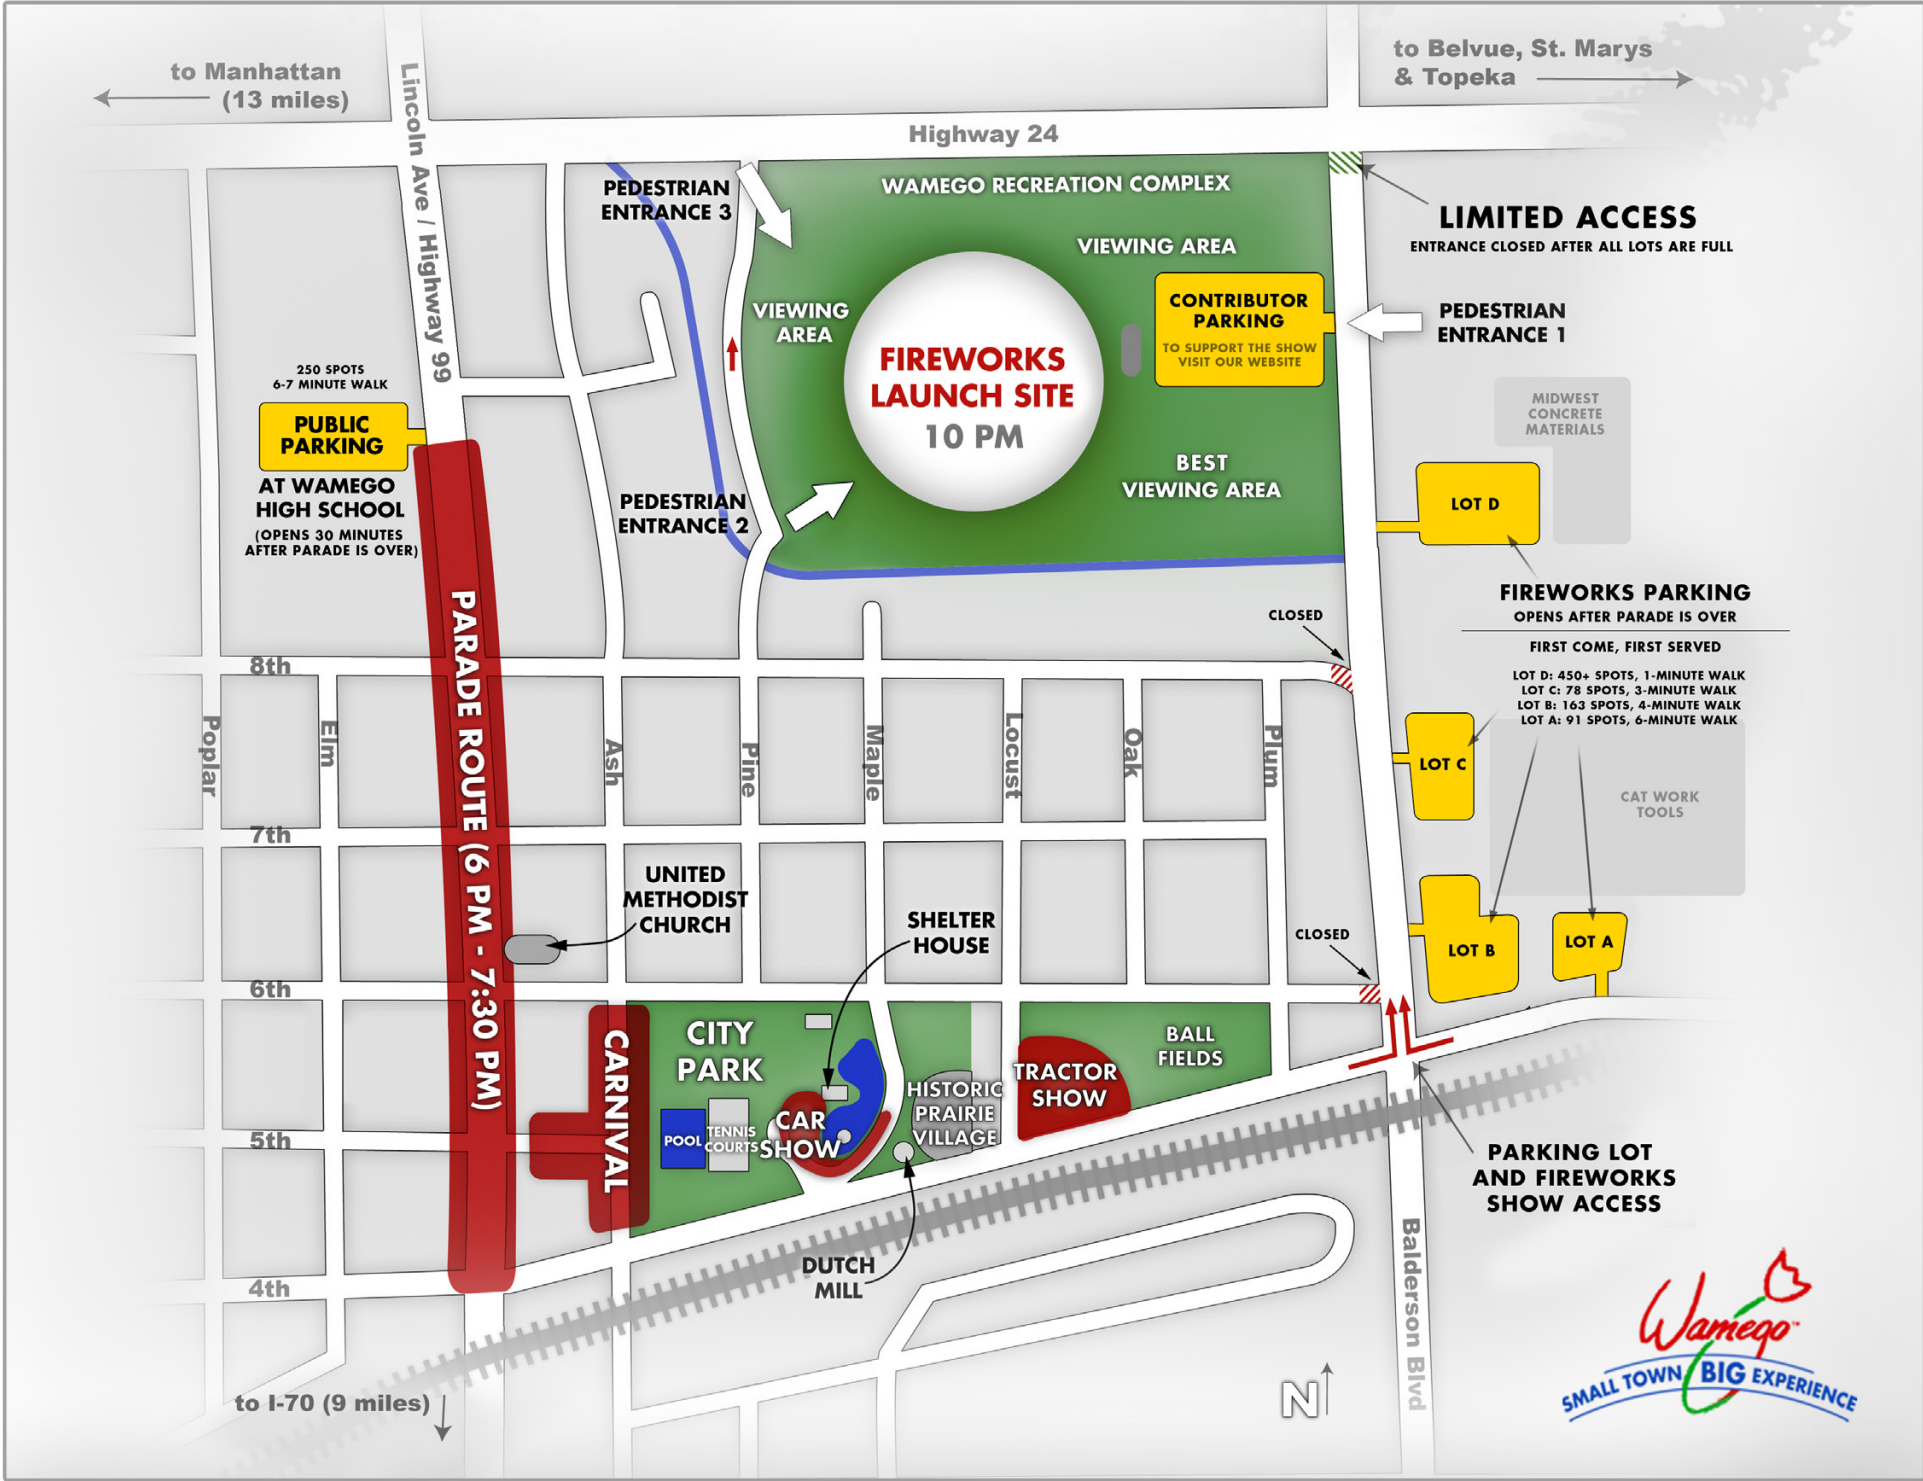 to Manhattan
(13 miles)
Lincoln Ave / Highway 99
Highway 24
to Belvue, St. Marys
& Topeka
PEDESTRIAN
ENTRANCE 3
WAMEGO RECREATION COMPLEX
VIEWING AREA
LIMITED ACCESS
ENTRANCE CLOSED AFTER ALL LOTS ARE FULL
VIEWING
AREA
CONTRIBUTOR
PARKING
TO SUPPORT THE SHOW
VISIT OUR WEBSITE
PEDESTRIAN
ENTRANCE 1
FIREWORKS
LAUNCH SITE
10 PM
250 SPOTS
6-7 MINUTE WALK
PUBLIC
PARKING
AT WAMEGO
HIGH SCHOOL
(OPENS 30 MINUTES
AFTER PARADE IS OVER)
MIDWEST
CONCRETE
MATERIALS
BEST
VIEWING AREA
PEDESTRIAN
ENTRANCE 2
LOT D
FIREWORKS PARKING
OPENS AFTER PARADE IS OVER
FIRST COME, FIRST SERVED
LOT D: 450+ SPOTS, 1-MINUTE WALK
LOT C: 78 SPOTS, 3-MINUTE WALK
LOT B: 163 SPOTS, 4-MINUTE WALK
LOT A: 91 SPOTS, 6-MINUTE WALK
CLOSED
PARADE ROUTE (6 PM - 7:30 PM)
8th
Poplar
Elm
Ash
Pine
Maple
Locust
Oak
Plum
LOT C
CAT WORK
TOOLS
7th
UNITED
METHODIST
CHURCH
SHELTER
HOUSE
CLOSED
LOT B
LOT A
6th
CARNIVAL
CITY
PARK
BALL
FIELDS
TRACTOR
SHOW
HISTORIC
PRAIRIE
VILLAGE
CAR
SHOW
POOL
TENNIS
COURTS
5th
PARKING LOT
AND FIREWORKS
SHOW ACCESS
DUTCH
MILL
4th
Balderson Blvd
to I-70 (9 miles)
N
Wamego™
SMALL TOWN BIG EXPERIENCE